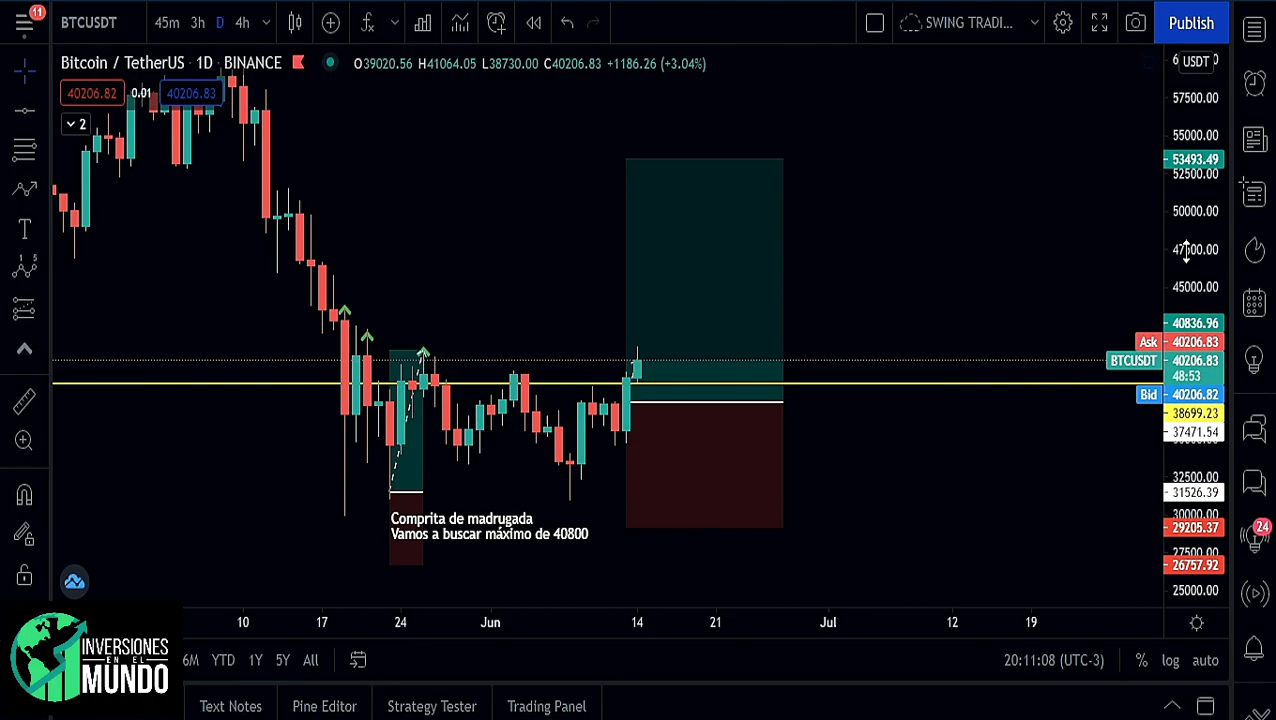 11
BTCUSDT 45m 3h D 4h SWING TRADI... Publish
Bitcoin / TetherUS 1D BINANCE O39020.56 H41064.05 L38730.00 C40206.83 +1186.26 (+3.04%)
USDT
40206.82 0.01 40206.83
2
57500.00
55000.00
53493.49
52500.00
50000.00
47500.00
45000.00
40836.96
Ask 40206.83
BTCUSDT 40206.83
48:53
Bid 40206.82
38699.23
37471.54
32500.00
31526.39
30000.00
29205.37
27500.00
26757.92
25000.00
Comprita de madrugada
Vamos a buscar máximo de 40800
24
10 17 24 Jun 14 21 Jul 12 19
INVERSIONES
EN EL
MUNDO
6M YTD 1Y 5Y All 20:11:08 (UTC-3) % log auto
Text Notes Pine Editor Strategy Tester Trading Panel